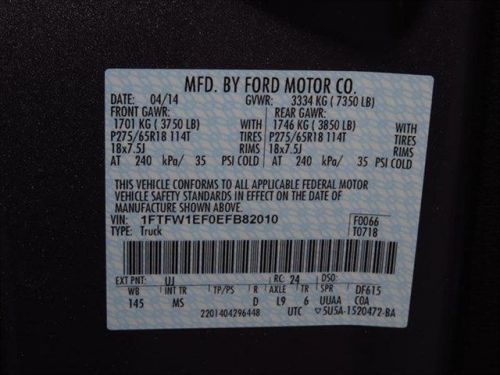 MFD. BY FORD MOTOR CO.
DATE: 04/14 GVWR: 3334 KG ( 7350 LB)
FRONT GAWR: REAR GAWR:
1701 KG ( 3750 LB) 1746 KG ( 3850 LB)
P275/65R18 114T TIRES P275/65R18 114T TIRES
18x7.5J RIMS 18x7.5J RIMS
AT 240 kPa/ 35 PSI COLD AT 240 kPa/ 35 PSI COLD
THIS VEHICLE CONFORMS TO ALL APPLICABLE FEDERAL MOTOR
VEHICLE SAFETY STANDARDS IN EFFECT ON THE DATE OF
MANUFACTURE SHOWN ABOVE.
VIN: 1FTFW1EF0EFB82010 F0066
TYPE: Truck T0718
EXT PNT: UJ RC: 24 DSO:
WB TP/PS R AXLE TR SPR DF615
145 MS D L9 6 UUAA COA
2201404296448 UTC 5U5A-1520472-BA